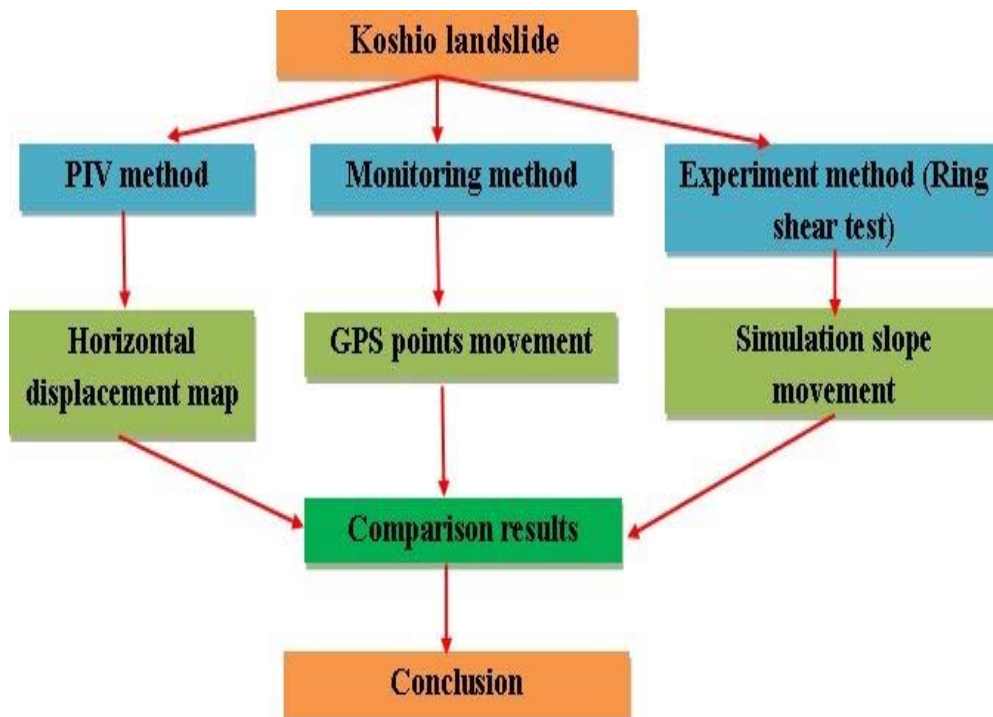 Koshio landslide
PIV method
Monitoring method
Experiment method (Ring
shear test)
Horizontal
displacement map
GPS points movement
Simulation slope
movement
Comparison results
Conclusion